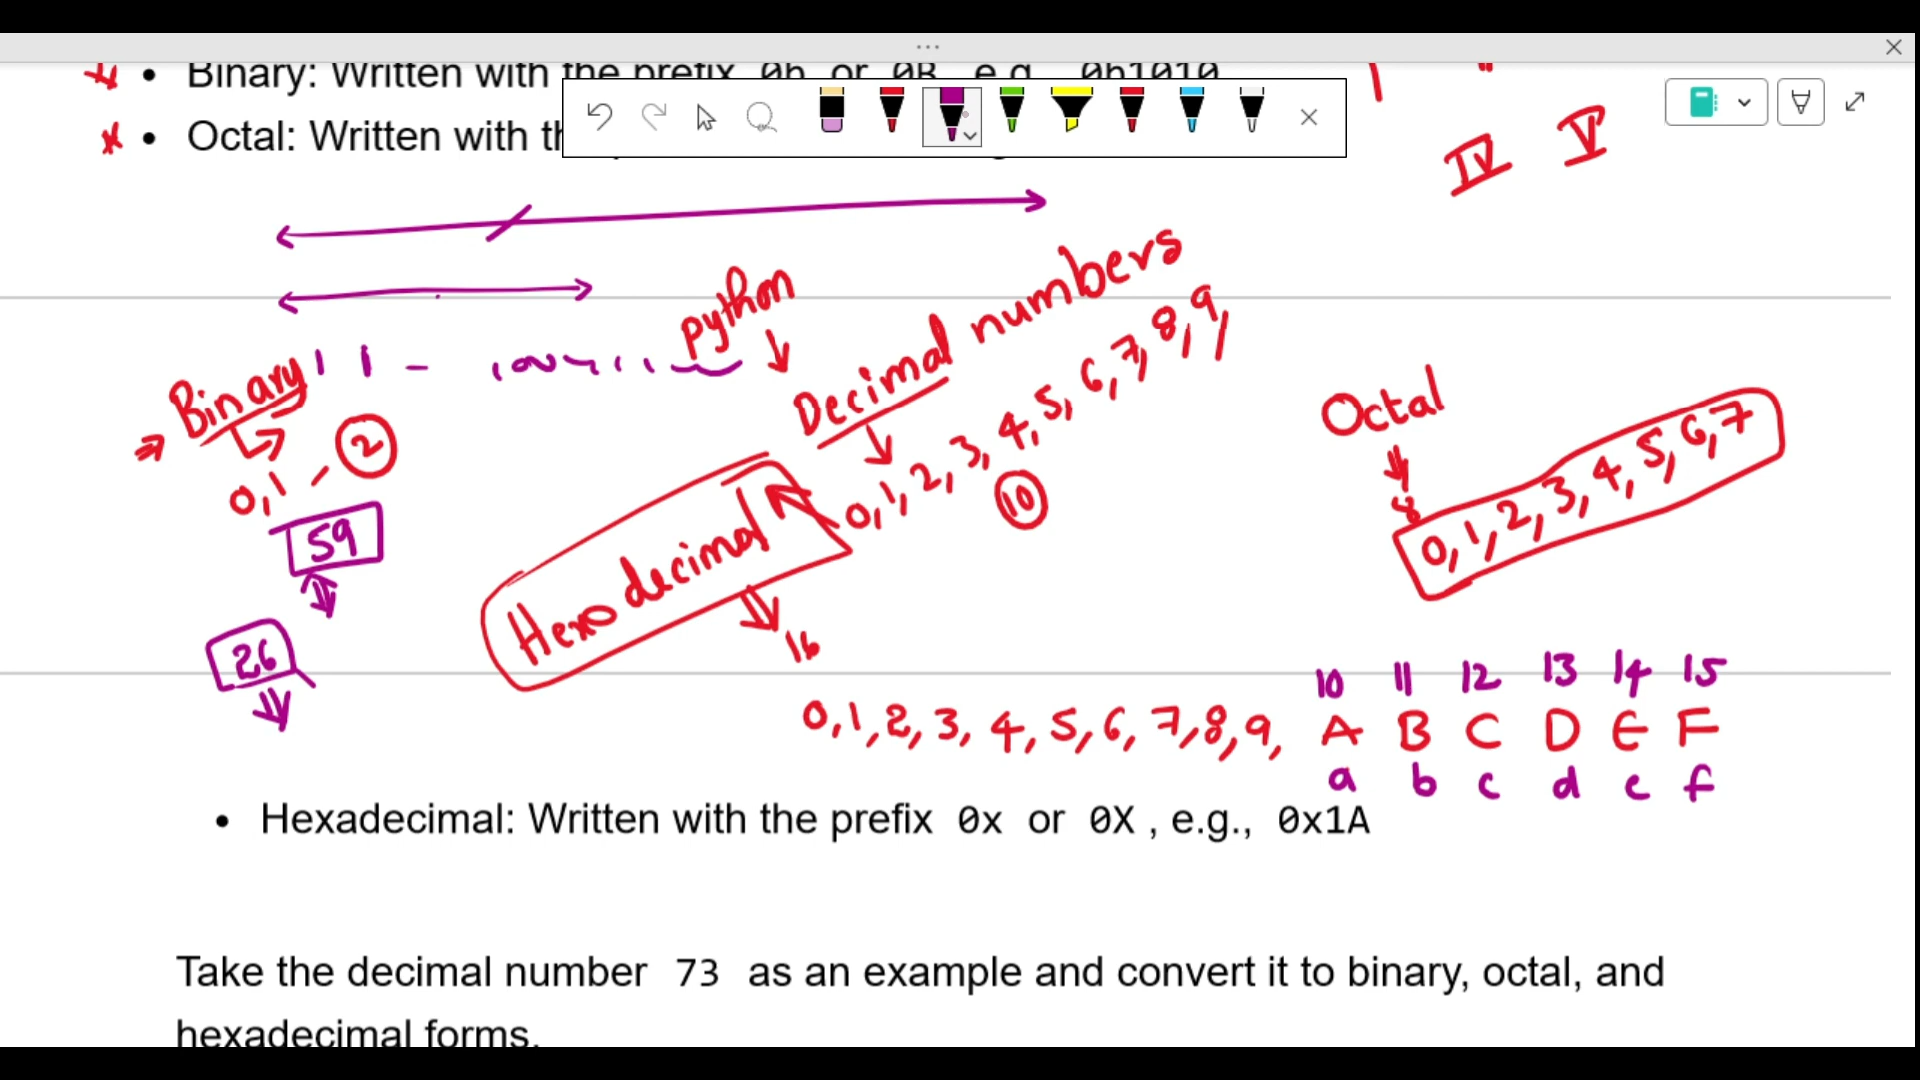 Binary: Written with the prefix 0b or 0B, e.g., 0b1010
Octal: Written with th
IV V
python
Decimal numbers
0, 1, 2, 3, 4, 5, 6, 7, 8, 9,
10
Binary
0, 1 - 2
59
26
Octal
8
0, 1, 2, 3, 4, 5, 6, 7
Hexadecimal
16
10 11 12 13 14 15
0, 1, 2, 3, 4, 5, 6, 7, 8, 9, A B C D E F
a b c d e f
Hexadecimal: Written with the prefix 0x or 0X , e.g., 0x1A
Take the decimal number 73 as an example and convert it to binary, octal, and
hexadecimal forms.